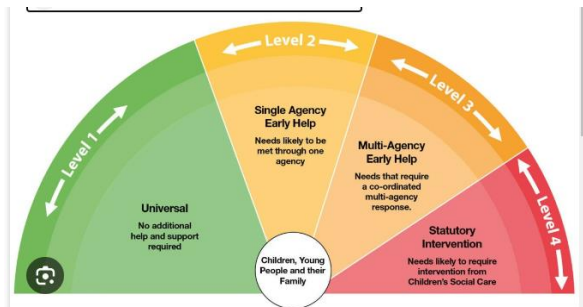 Level 1
Universal
No additional
help and support
required
Level 2
Single Agency
Early Help
Needs likely to be
met through one
agency
Level 3
Multi-Agency
Early Help
Needs that require
a co-ordinated
multi-agency
response.
Level 4
Statutory
Intervention
Needs likely to require
intervention from
Children's Social Care
Children, Young
People and their
Family